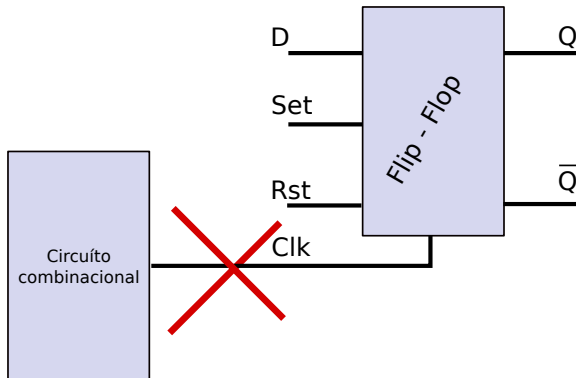 D
Q
Set
Flip - Flop
Rst
Q̅
Clk
Circuíto
combinacional